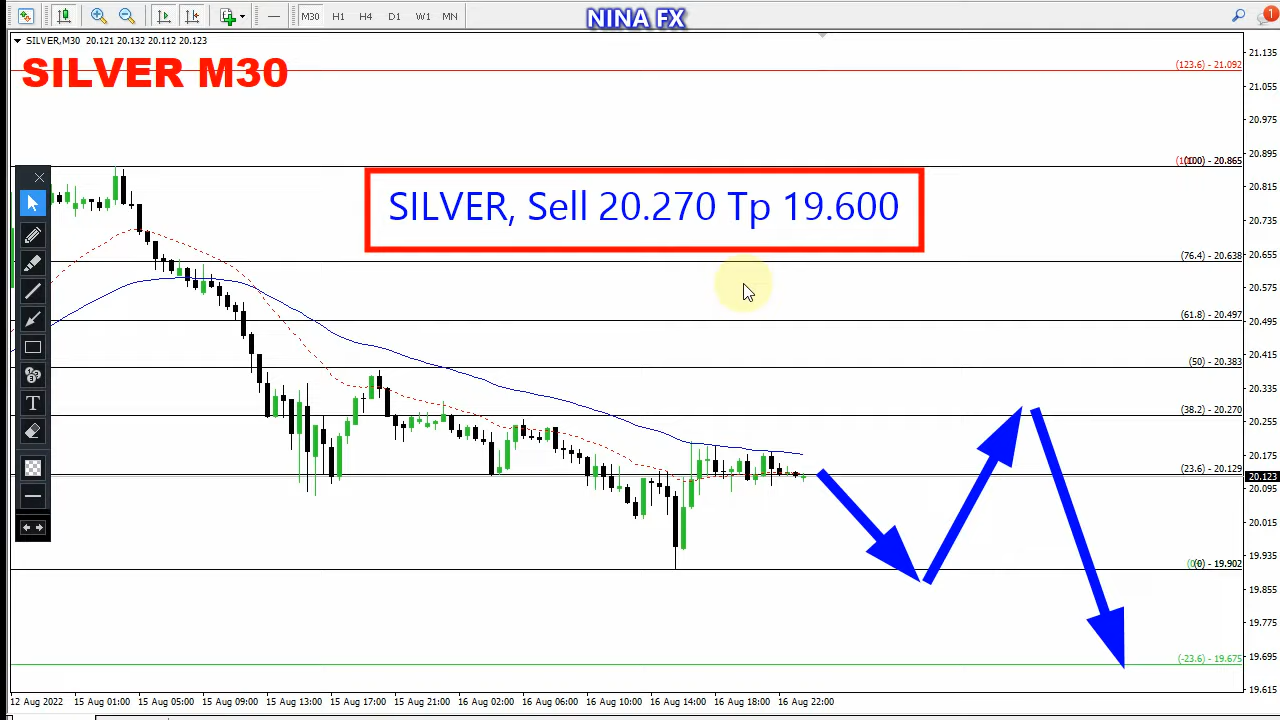 M30 H1 H4 D1 W1 MN
NINA FX
1
SILVER,M30 20.121 20.132 20.112 20.123
SILVER M30
SILVER, Sell 20.270 Tp 19.600
(123.6) - 21.092
(100) - 20.865
(76.4) - 20.638
(61.8) - 20.497
(50) - 20.383
(38.2) - 20.270
(23.6) - 20.129
(0) - 19.902
(-23.6) - 19.675
21.135
21.055
20.975
20.895
20.815
20.735
20.655
20.575
20.495
20.415
20.335
20.255
20.175
20.123
20.095
20.015
19.935
19.855
19.775
19.695
19.615
T
12 Aug 2022 15 Aug 01:00 15 Aug 05:00 15 Aug 09:00 15 Aug 13:00 15 Aug 17:00 15 Aug 21:00 16 Aug 02:00 16 Aug 06:00 16 Aug 10:00 16 Aug 14:00 16 Aug 18:00 16 Aug 22:00